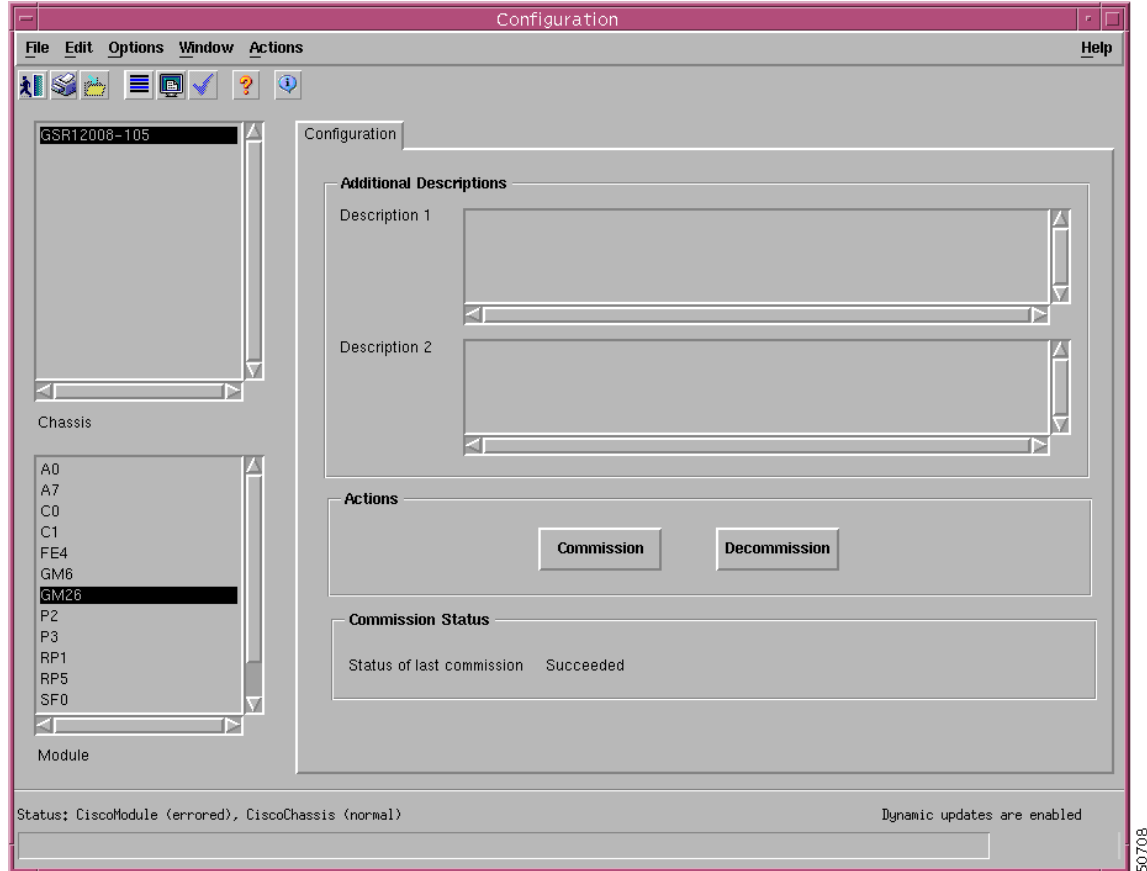 Configuration
File Edit Options Window Actions Help
GSR12008-105
Chassis
A0
A7
C0
C1
FE4
GM6
GM26
P2
P3
RP1
RP5
SF0
Module
Configuration
Additional Descriptions
Description 1
Description 2
Actions
Commission Decommission
Commission Status
Status of last commission Succeeded
Status: CiscoModule (errored), CiscoChassis (normal) Dynamic updates are enabled
50708